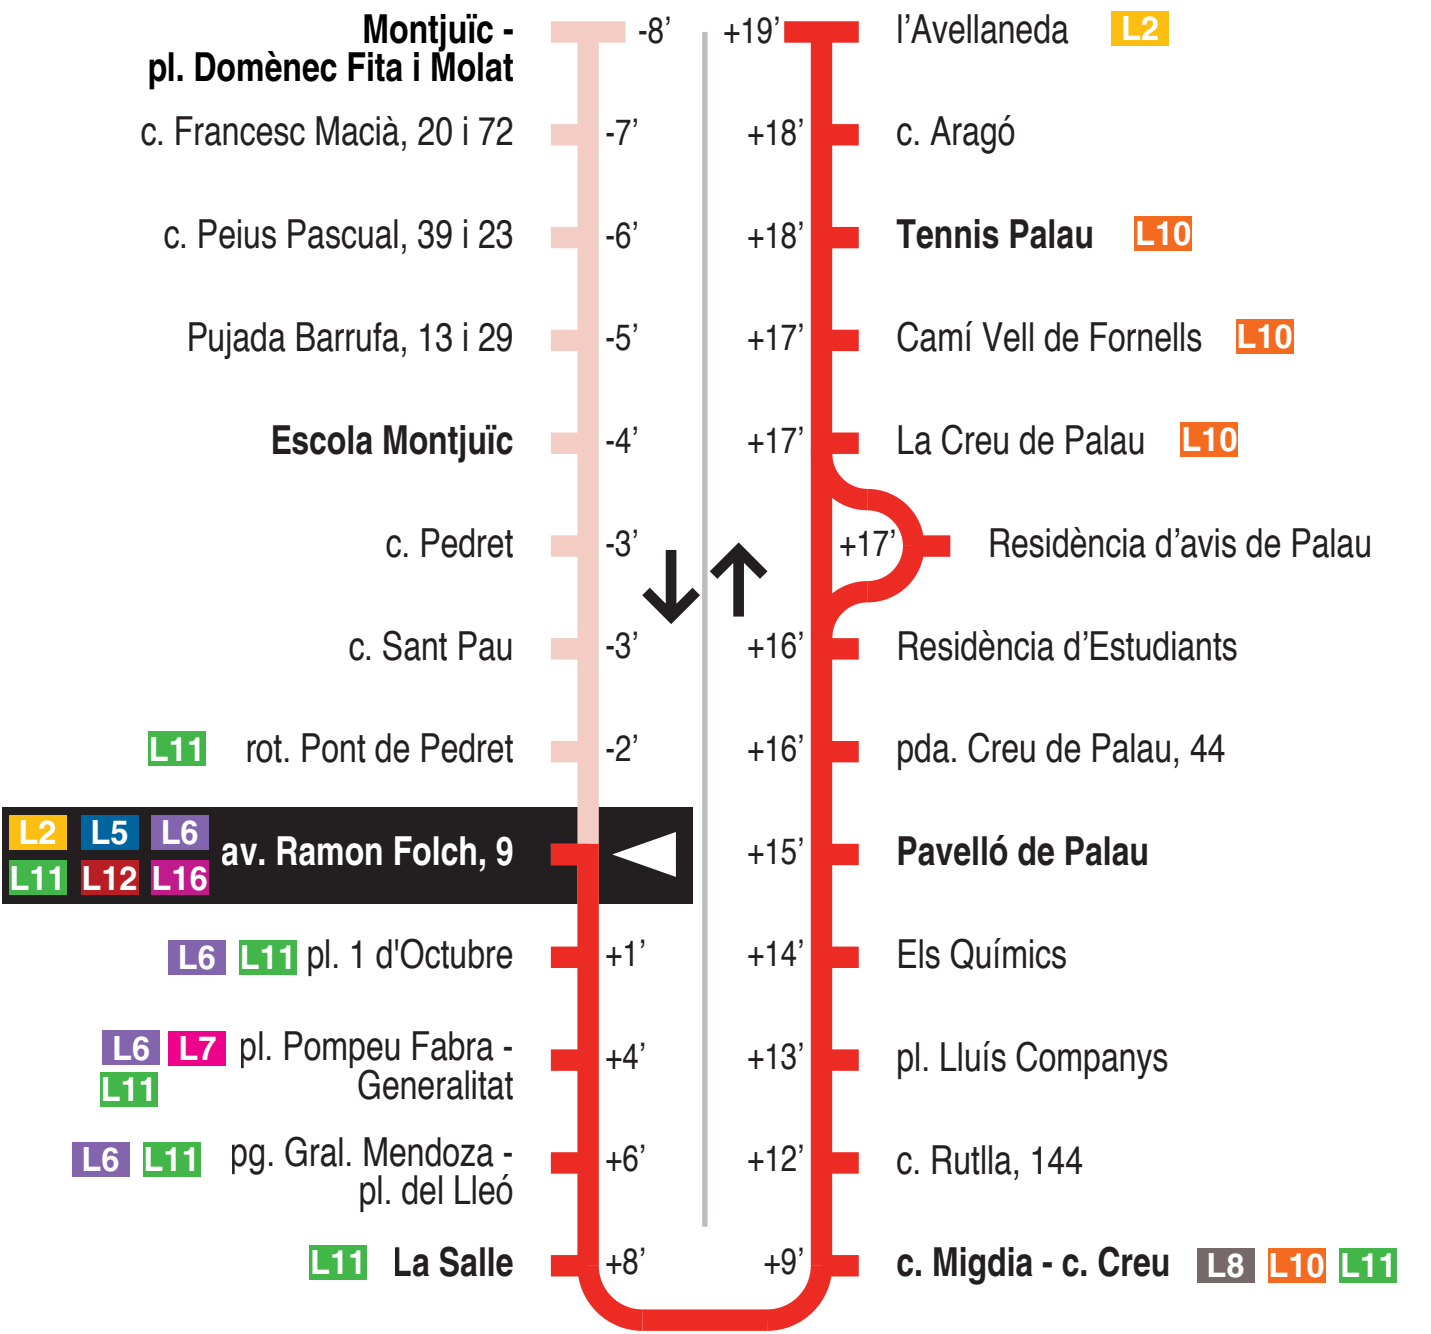 Montjuïc -
pl. Domènec Fita i Molat
-8’
c. Francesc Macià, 20 i 72
-7’
c. Peius Pascual, 39 i 23
-6’
Pujada Barrufa, 13 i 29
-5’
Escola Montjuïc
-4’
c. Pedret
-3’
c. Sant Pau
-3’
L11 rot. Pont de Pedret
-2’
L2 L5 L6
L11 L12 L16
av. Ramon Folch, 9
L6 L11 pl. 1 d'Octubre
+1’
L6 L7 pl. Pompeu Fabra -
L11 Generalitat
+4’
L6 L11 pg. Gral. Mendoza -
pl. del Lleó
+6’
L11 La Salle
+8’
+19’ l’Avellaneda L2
+18’ c. Aragó
+18’ Tennis Palau L10
+17’ Camí Vell de Fornells L10
+17’ La Creu de Palau L10
+17’ Residència d’avis de Palau
+16’ Residència d’Estudiants
+16’ pda. Creu de Palau, 44
+15’ Pavelló de Palau
+14’ Els Químics
+13’ pl. Lluís Companys
+12’ c. Rutlla, 144
+9’ c. Migdia - c. Creu L8 L10 L11